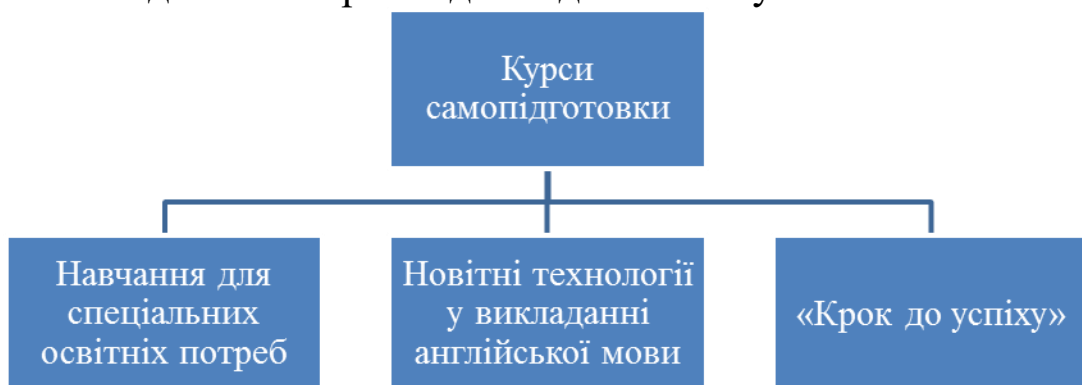 Курси
самопідготовки
Навчання для
спеціальних
освітніх потреб
Новітні технології
у викладанні
англійської мови
«Крок до успіху»